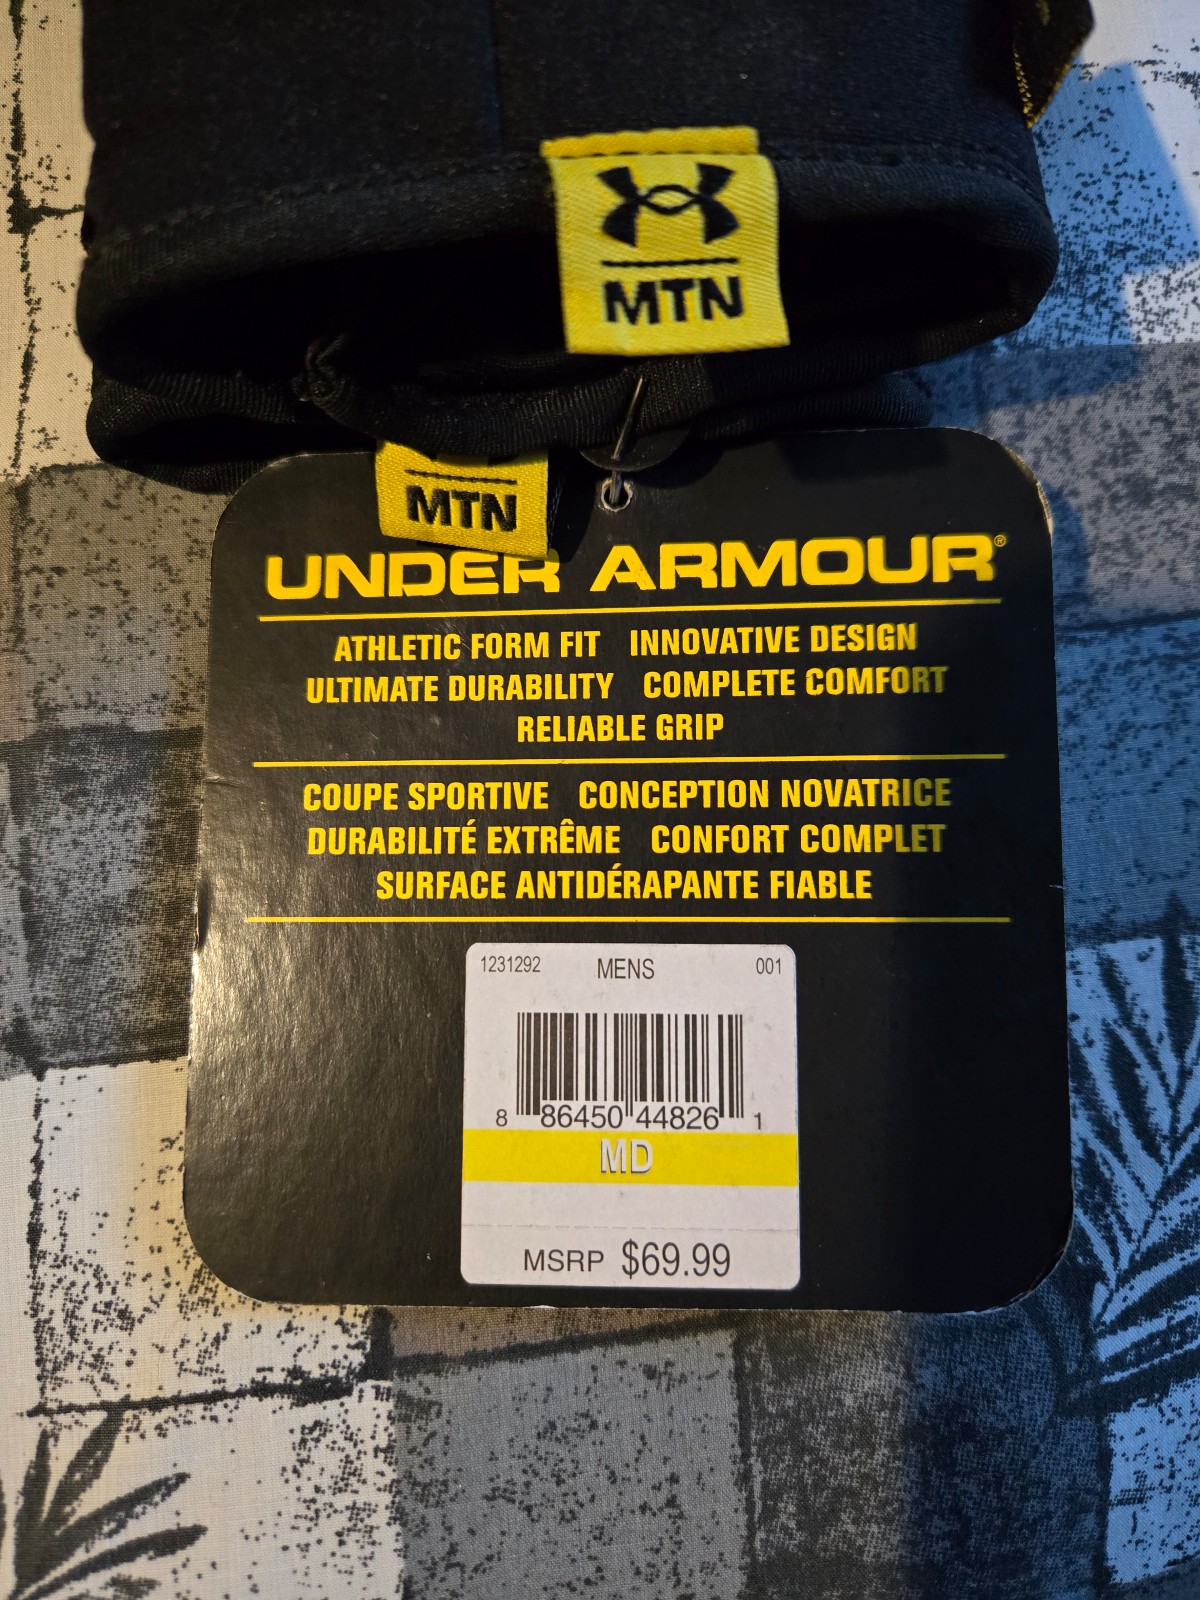 MTN
MTN
UNDER ARMOUR®
ATHLETIC FORM FIT INNOVATIVE DESIGN
ULTIMATE DURABILITY COMPLETE COMFORT
RELIABLE GRIP
COUPE SPORTIVE CONCEPTION NOVATRICE
DURABILITÉ EXTRÊME CONFORT COMPLET
SURFACE ANTIDÉRAPANTE FIABLE
1231292 MENS 001
8 86450 44826 1
MD
MSRP $69.99